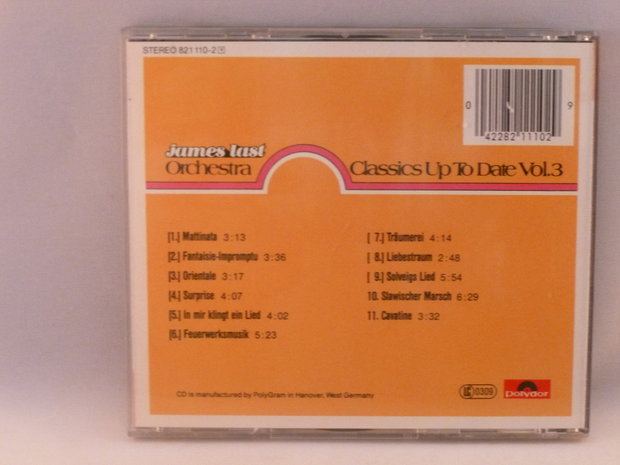 STEREO 821 110-2 Y
0 9
42282 11102
james last
Orchestra
Classics Up To Date Vol.3
[1.] Mattinata 3:13
[2.] Fantaisie-Impromptu 3:36
[3.] Orientale 3:17
[4.] Surprise 4:07
[5.] In mir klingt ein Lied 4:02
[6.] Feuerwerksmusik 5:23
[ 7.] Träumerei 4:14
[ 8.] Liebestraum 2:48
[ 9.] Solveigs Lied 5:54
10. Slawischer Marsch 6:29
11. Cavatine 3:32
CD is manufactured by PolyGram in Hanover, West Germany
LC 0309
polydor